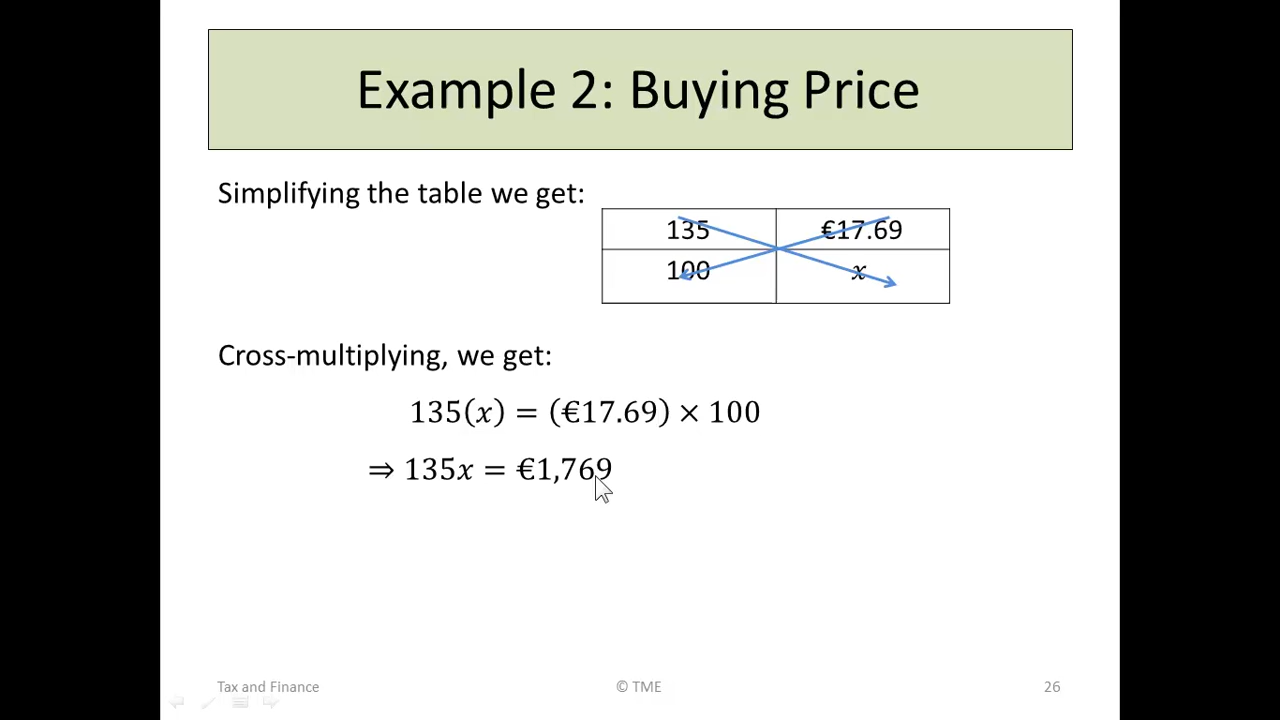 Example 2: Buying Price
Simplifying the table we get:
135 €17.69
100 x
Cross-multiplying, we get:
135(x) = (€17.69) × 100
⇒ 135x = €1,769
Tax and Finance © TME 26